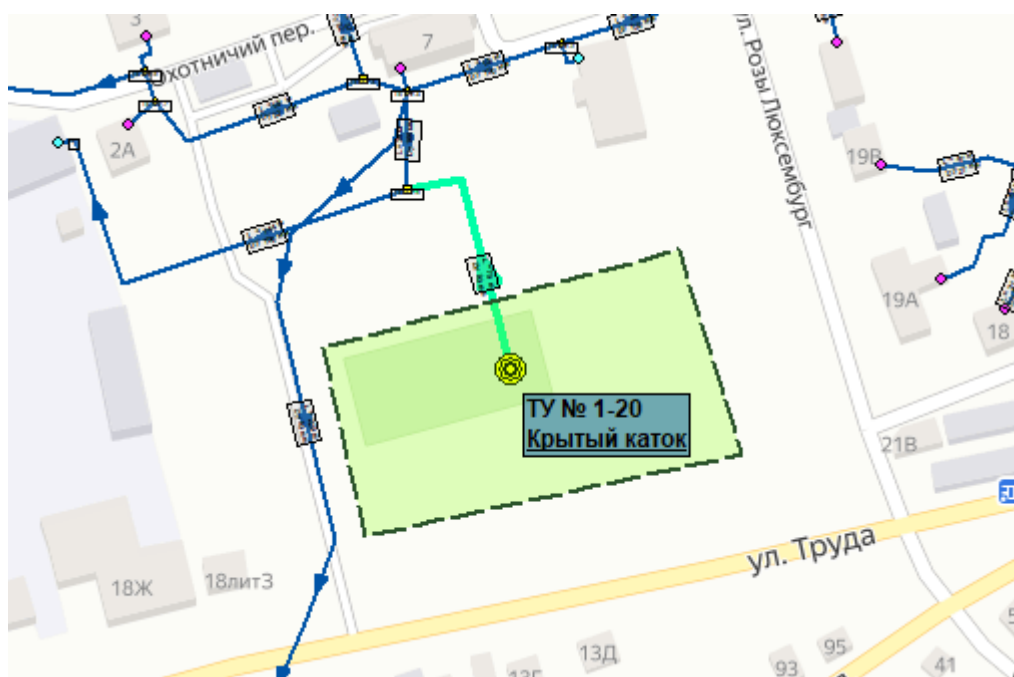 3
Охотничий пер.
7
ул. Розы Люксембург
2А
19В
19А
18
ТУ № 1-20
Крытый каток
21В
ул. Труда
18Ж
18лит3
13Д
95
93
41